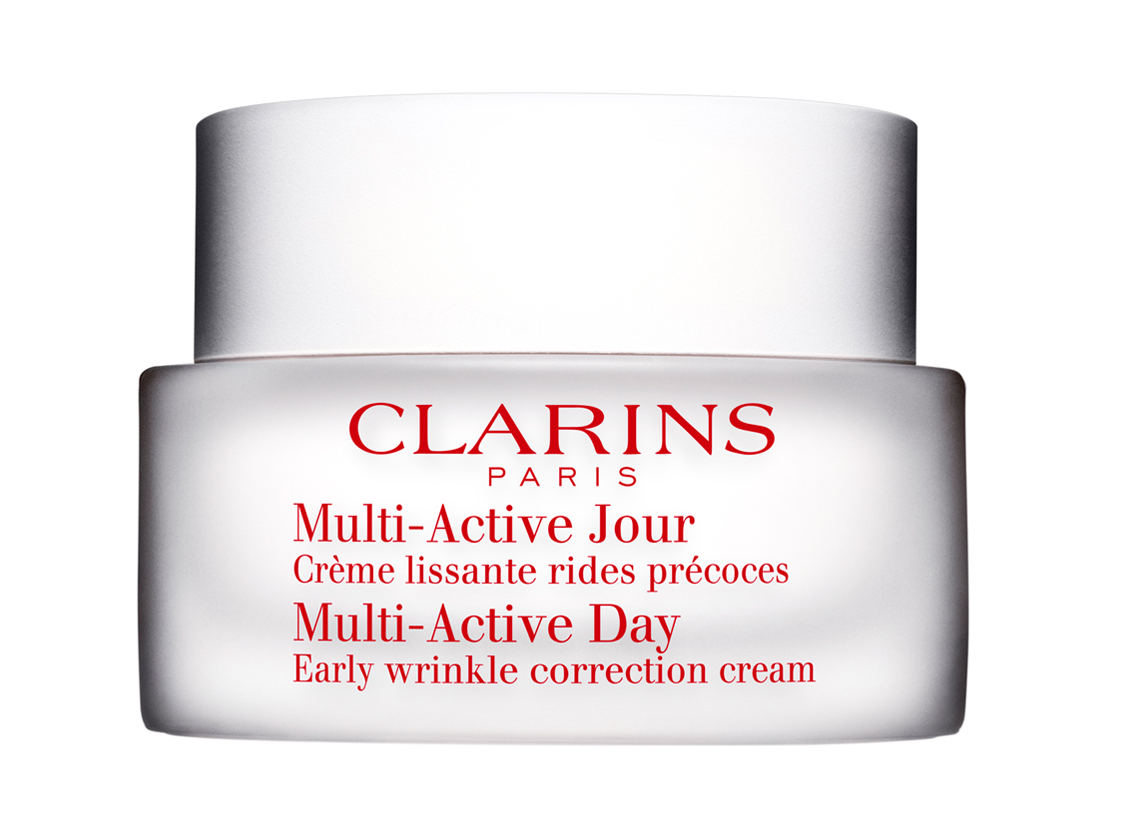 CLARINS
PARIS
Multi-Active Jour
Crème lissante rides précoces
Multi-Active Day
Early wrinkle correction cream